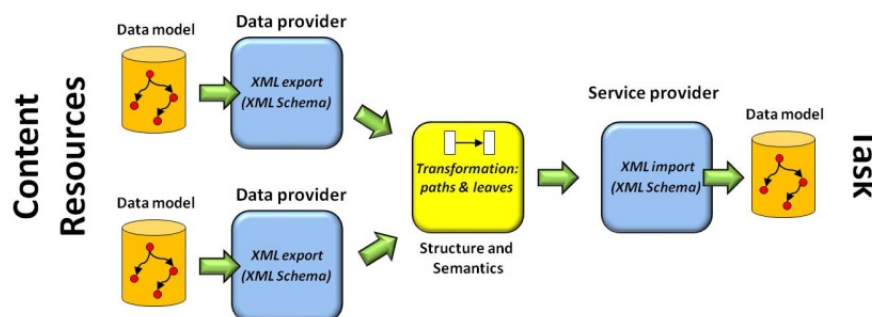 Content
Resources
Data model
Data provider
XML export
(XML Schema)
Data model
Data provider
XML export
(XML Schema)
Transformation:
paths & leaves
Structure and
Semantics
Service provider
XML import
(XML Schema)
Data model
Task